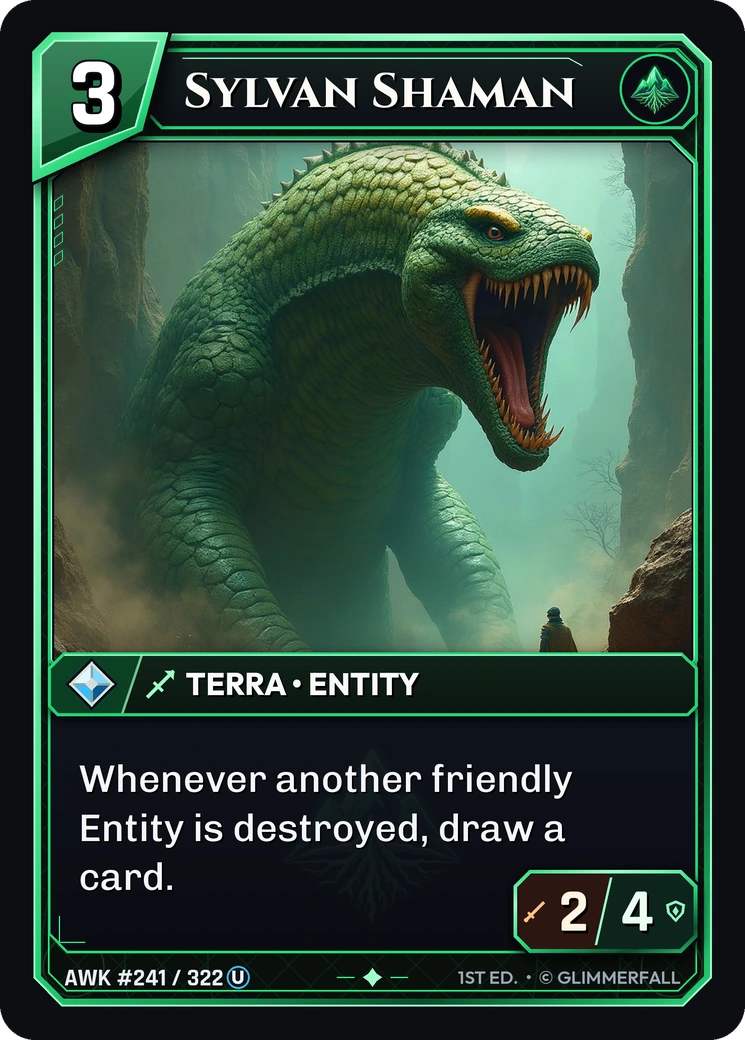 3
SYLVAN SHAMAN
TERRA • ENTITY
Whenever another friendly
Entity is destroyed, draw a
card.
2/4
AWK #241 / 322 U
1ST ED. • © GLIMMERFALL